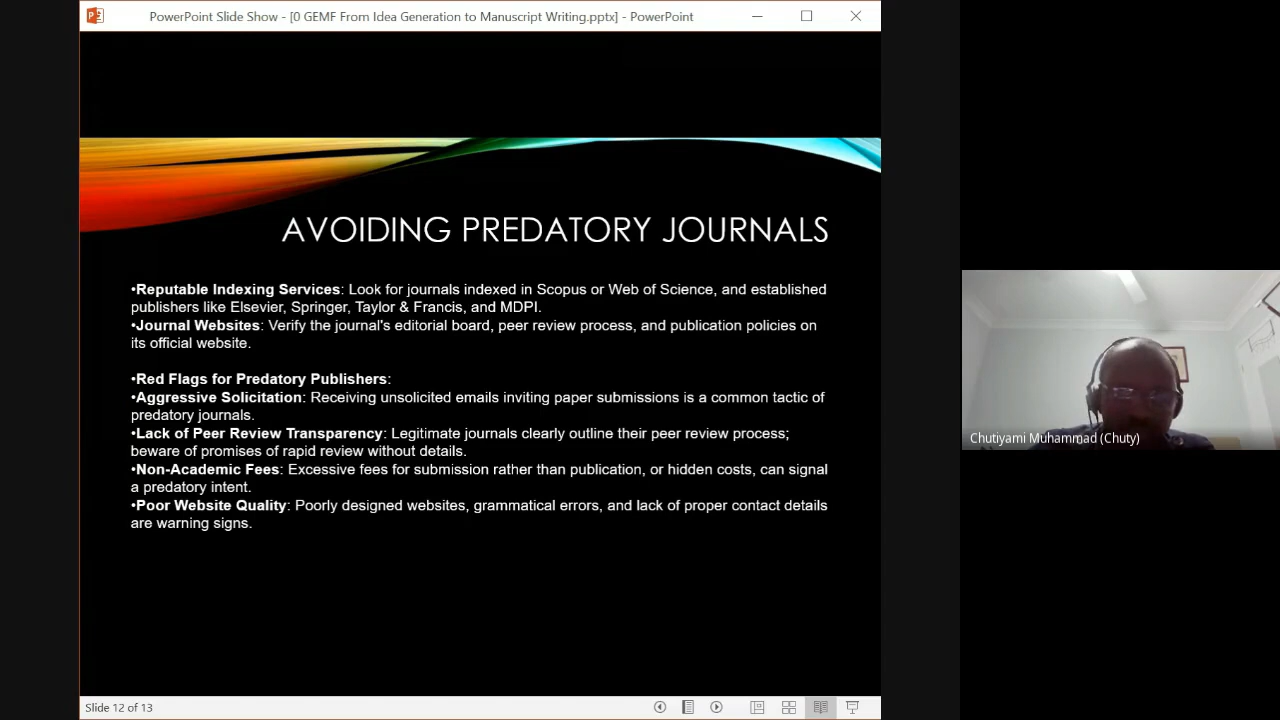 PowerPoint Slide Show - [0 GEMF From Idea Generation to Manuscript Writing.pptx] - PowerPoint
AVOIDING PREDATORY JOURNALS
•Reputable Indexing Services: Look for journals indexed in Scopus or Web of Science, and established
publishers like Elsevier, Springer, Taylor & Francis, and MDPI.
•Journal Websites: Verify the journal's editorial board, peer review process, and publication policies on
its official website.
•Red Flags for Predatory Publishers:
•Aggressive Solicitation: Receiving unsolicited emails inviting paper submissions is a common tactic of
predatory journals.
•Lack of Peer Review Transparency: Legitimate journals clearly outline their peer review process;
beware of promises of rapid review without details.
•Non-Academic Fees: Excessive fees for submission rather than publication, or hidden costs, can signal
a predatory intent.
•Poor Website Quality: Poorly designed websites, grammatical errors, and lack of proper contact details
are warning signs.
Chutiyami Muhammad (Chuty)
Slide 12 of 13